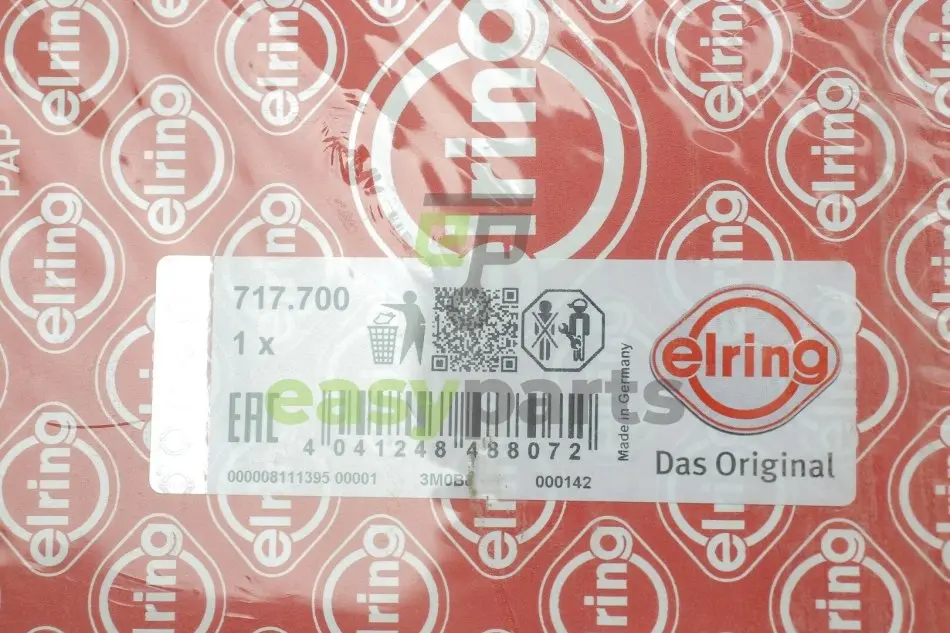 PAP
elring
717.700
1 x
EAC
4 041248 488072
Made in Germany
000008111395 00001
000142
elring
Das Original
easyparts